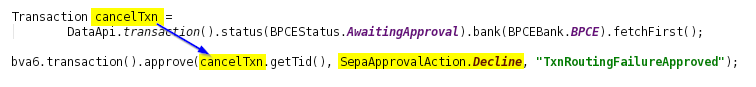 Transaction cancelTxn =
DataApi.transaction().status(BPCEStatus.AwaitingApproval).bank(BPCEBank.BPCE).fetchFirst();
bva6.transaction().approve(cancelTxn.getTid(), SepaApprovalAction.Decline, "TxnRoutingFailureApproved");